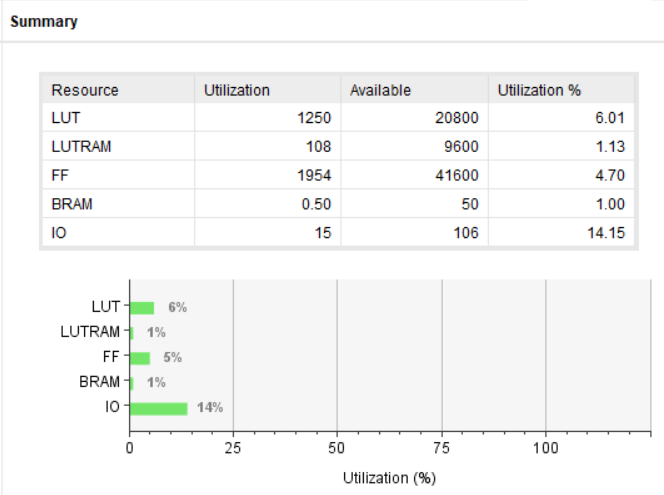 Summary
Resource Utilization Available Utilization %
LUT 1250 20800 6.01
LUTRAM 108 9600 1.13
FF 1954 41600 4.70
BRAM 0.50 50 1.00
IO 15 106 14.15
LUT 6%
LUTRAM 1%
FF 5%
BRAM 1%
IO 14%
0 25 50 75 100
Utilization (%)